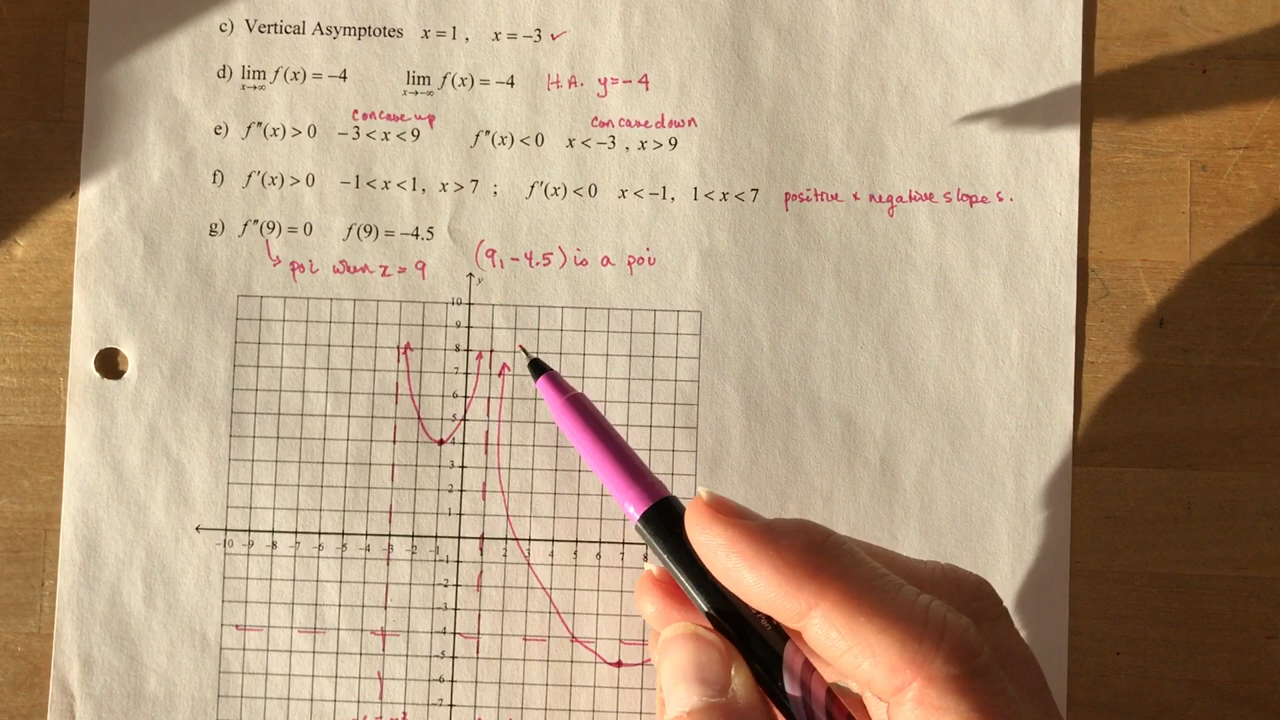 c) Vertical Asymptotes x = 1 , x = −3 ✓
d) lim x→∞ f(x) = −4 lim x→−∞ f(x) = −4 H.A. y=-4
concave up concave down
e) f″(x) > 0 −3 < x < 9 f″(x) < 0 x < −3 , x > 9
f) f′(x) > 0 −1 < x < 1, x > 7 ; f′(x) < 0 x < −1, 1 < x < 7 positive & negative slopes.
g) f″(9) = 0 f(9) = −4.5
↳ poi when x = 9 (9, -4.5) is a poi
y
10
9
8
7
6
5
4
3
2
1
-10 -9 -8 -7 -6 -5 -4 -3 -2 -1 1 2 3 4 5 6 7 8
-1
-2
-3
-4
-5
-6
-7